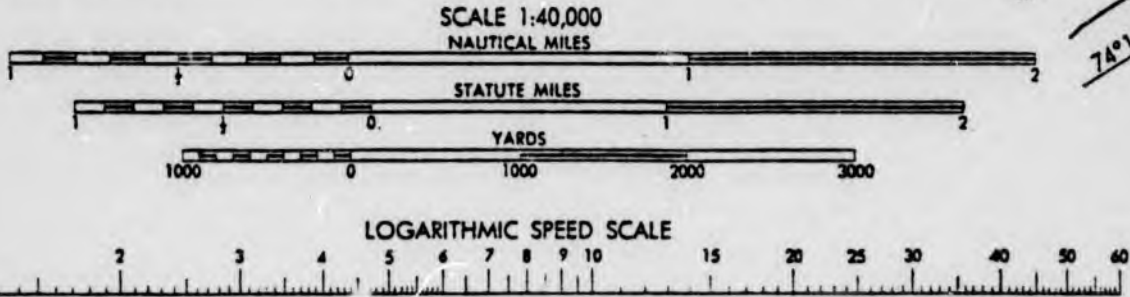 SCALE 1:40,000
NAUTICAL MILES
1 ½ 0 1 2
74°
STATUTE MILES
1 ½ 0. 1 2
YARDS
1000 0 1000 2000 3000
LOGARITHMIC SPEED SCALE
2 3 4 5 6 7 8 9 10 15 20 25 30 40 50 60